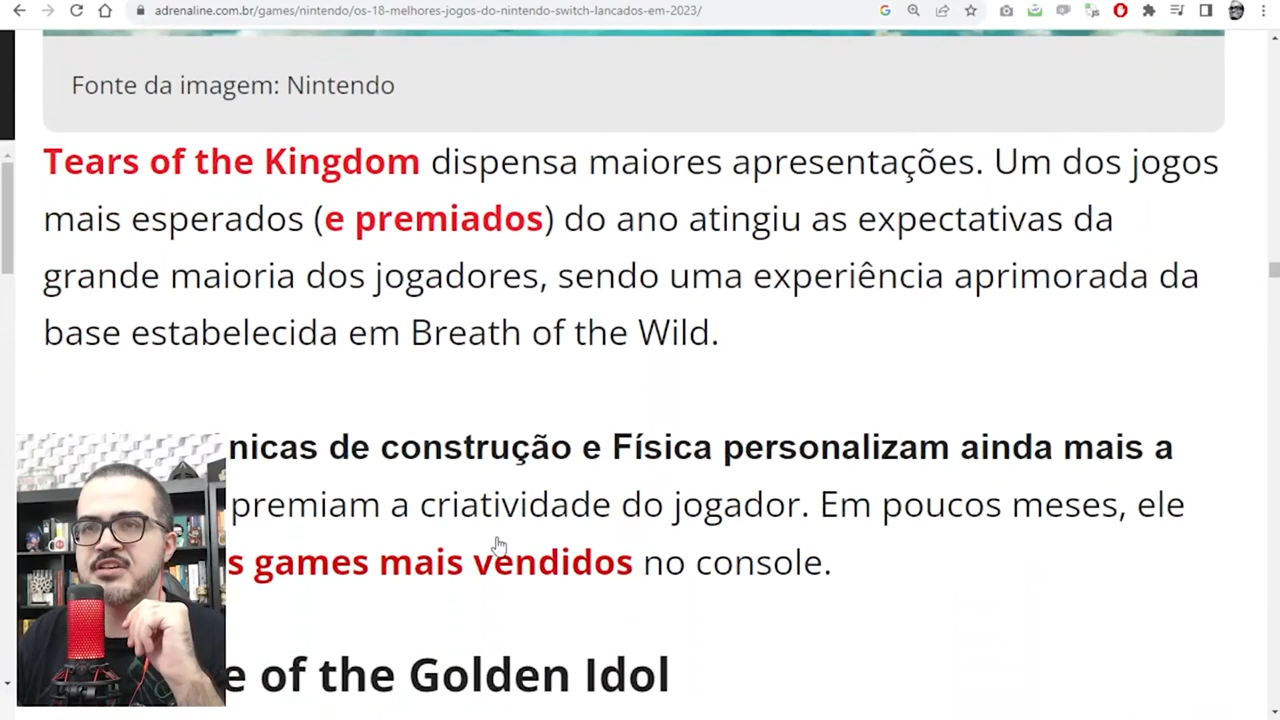 adrenaline.com.br/games/nintendo/os-18-melhores-jogos-do-nintendo-switch-lancados-em-2023/
Fonte da imagem: Nintendo
Tears of the Kingdom dispensa maiores apresentações. Um dos jogos
mais esperados (e premiados) do ano atingiu as expectativas da
grande maioria dos jogadores, sendo uma experiência aprimorada da
base estabelecida em Breath of the Wild.
nicas de construção e Física personalizam ainda mais a
premiam a criatividade do jogador. Em poucos meses, ele
s games mais vendidos no console.
e of the Golden Idol